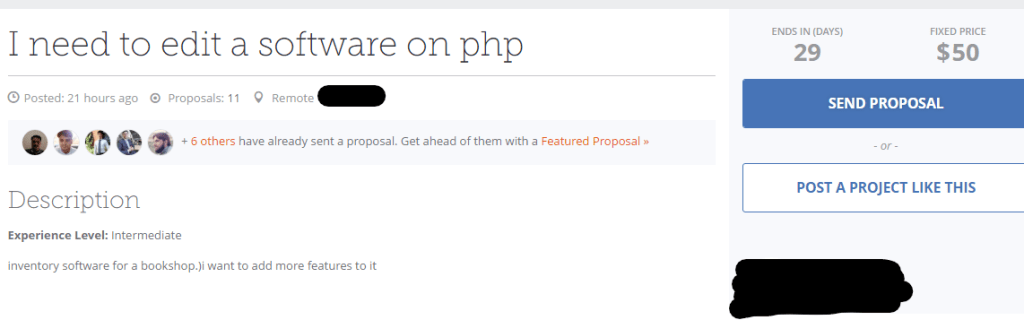 I need to edit a software on php
Posted: 21 hours ago Proposals: 11 Remote
+ 6 others have already sent a proposal. Get ahead of them with a Featured Proposal »
Description
Experience Level: Intermediate
inventory software for a bookshop.)i want to add more features to it
ENDS IN (DAYS) FIXED PRICE
29 $50
SEND PROPOSAL
- or -
POST A PROJECT LIKE THIS